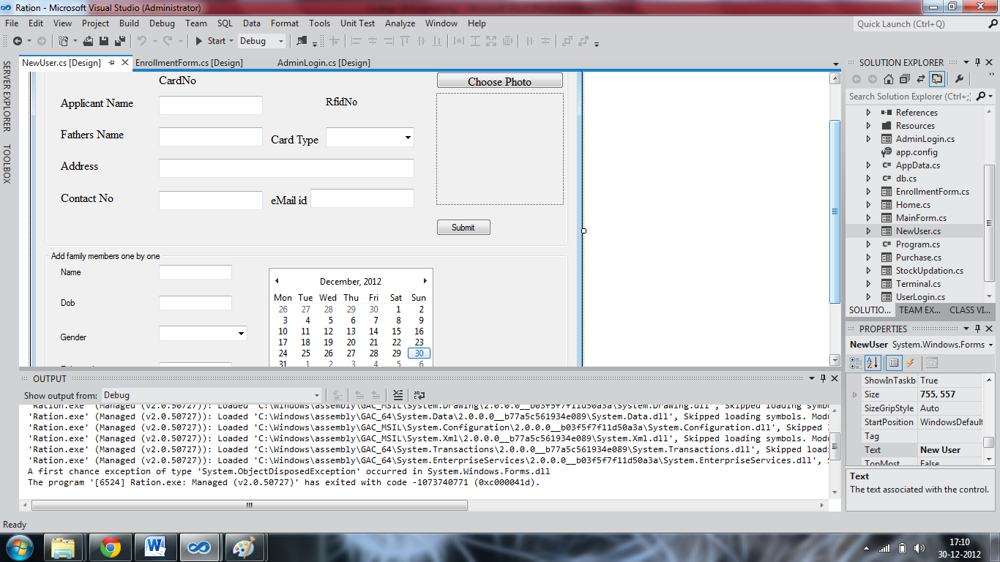 Ration - Microsoft Visual Studio (Administrator)
File Edit View Project Build Debug Team SQL Data Format Tools Unit Test Analyze Window Help
Quick Launch (Ctrl+Q)
Start Debug
SERVER EXPLORER
TOOLBOX
NewUser.cs [Design] EnrollmentForm.cs [Design] AdminLogin.cs [Design]
CardNo
Choose Photo
Applicant Name
RfidNo
Fathers Name
Card Type
Address
Contact No
eMail id
Submit
Add family members one by one
Name
Dob
Gender
December, 2012
Mon Tue Wed Thu Fri Sat Sun
26 27 28 29 30 1 2
3 4 5 6 7 8 9
10 11 12 13 14 15 16
17 18 19 20 21 22 23
24 25 26 27 28 29 30
31 1 2 3 4 5 6
SOLUTION EXPLORER
Search Solution Explorer (Ctrl+;)
References
Resources
AdminLogin.cs
app.config
AppData.cs
db.cs
EnrollmentForm.cs
Home.cs
MainForm.cs
NewUser.cs
Program.cs
Purchase.cs
StockUpdation.cs
Terminal.cs
UserLogin.cs
SOLUTIO... TEAM EX... CLASS VI...
PROPERTIES
NewUser System.Windows.Forms
ShowInTaskb True
Size 755, 557
SizeGripStyle Auto
StartPosition WindowsDefault
Tag
Text New User
TopMost False
Text
The text associated with the control.
OUTPUT
Show output from: Debug
'Ration.exe' (Managed (v2.0.50727)): Loaded 'C:\Windows\assembly\GAC_MSIL\System.Drawing\2.0.0.0__b03f5f7f11d50a3a\System.Drawing.dll', Skipped loading symbo
'Ration.exe' (Managed (v2.0.50727)): Loaded 'C:\Windows\assembly\GAC_64\System.Data\2.0.0.0__b77a5c561934e089\System.Data.dll', Skipped loading symbols. Modu
'Ration.exe' (Managed (v2.0.50727)): Loaded 'C:\Windows\assembly\GAC_MSIL\System.Configuration\2.0.0.0__b03f5f7f11d50a3a\System.Configuration.dll', Skipped
'Ration.exe' (Managed (v2.0.50727)): Loaded 'C:\Windows\assembly\GAC_MSIL\System.Xml\2.0.0.0__b77a5c561934e089\System.Xml.dll', Skipped loading symbols. Modu
'Ration.exe' (Managed (v2.0.50727)): Loaded 'C:\Windows\assembly\GAC_64\System.Transactions\2.0.0.0__b77a5c561934e089\System.Transactions.dll', Skipped loadi
'Ration.exe' (Managed (v2.0.50727)): Loaded 'C:\Windows\assembly\GAC_64\System.EnterpriseServices\2.0.0.0__b03f5f7f11d50a3a\System.EnterpriseServices.dll', S
A first chance exception of type 'System.ObjectDisposedException' occurred in System.Windows.Forms.dll
The program '[6524] Ration.exe: Managed (v2.0.50727)' has exited with code -1073740771 (0xc000041d).
Ready
17:10
30-12-2012